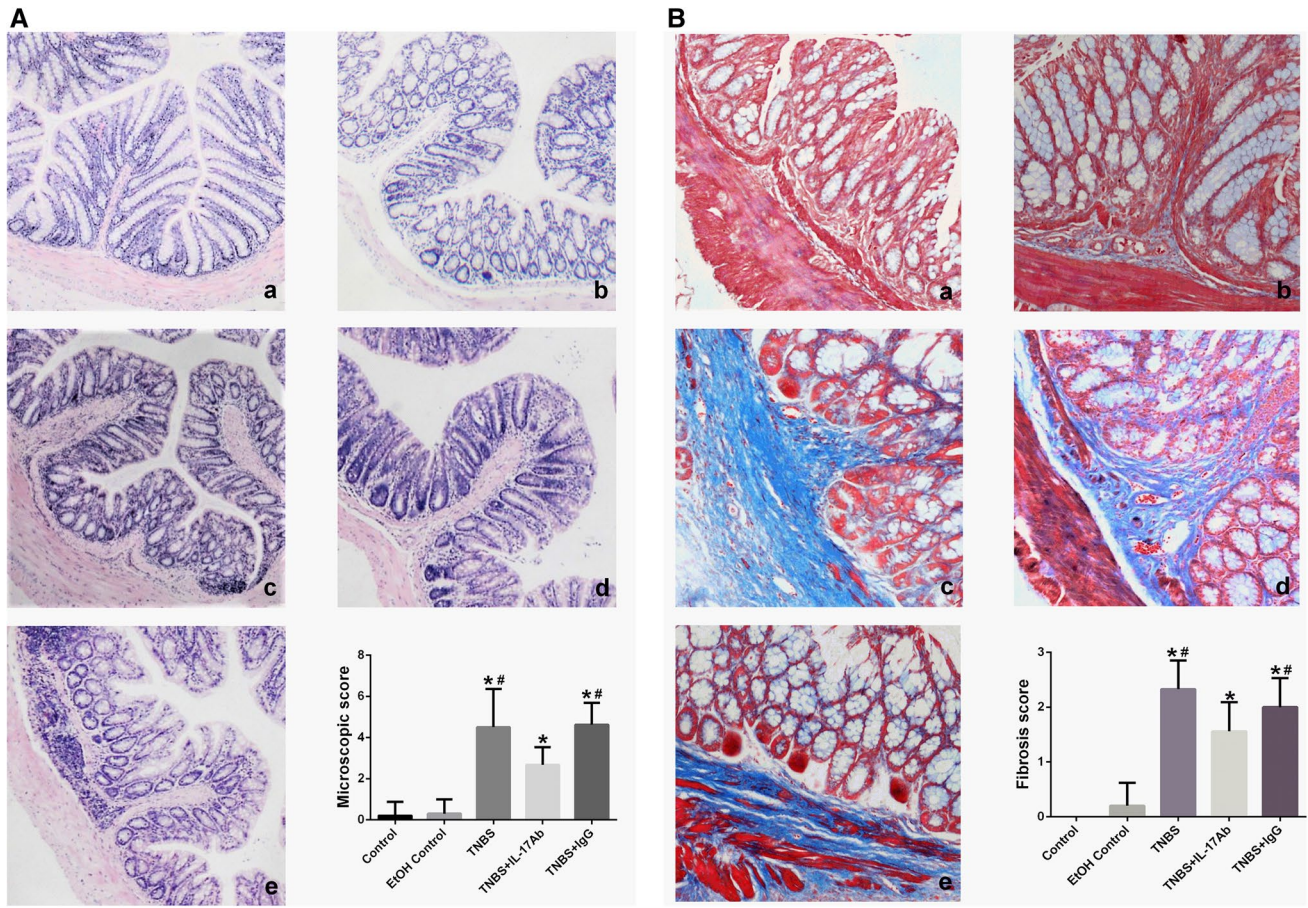 A
B
a
b
a
b
c
d
c
d
e
8
6
4
2
0
Microscopic score
* #
*
* #
Control
EtOH Control
TNBS
TNBS+IL-17Ab
TNBS+IgG
e
3
2
1
0
Fibrosis score
* #
*
* #
Control
EtOH Control
TNBS
TNBS+IL-17Ab
TNBS+IgG